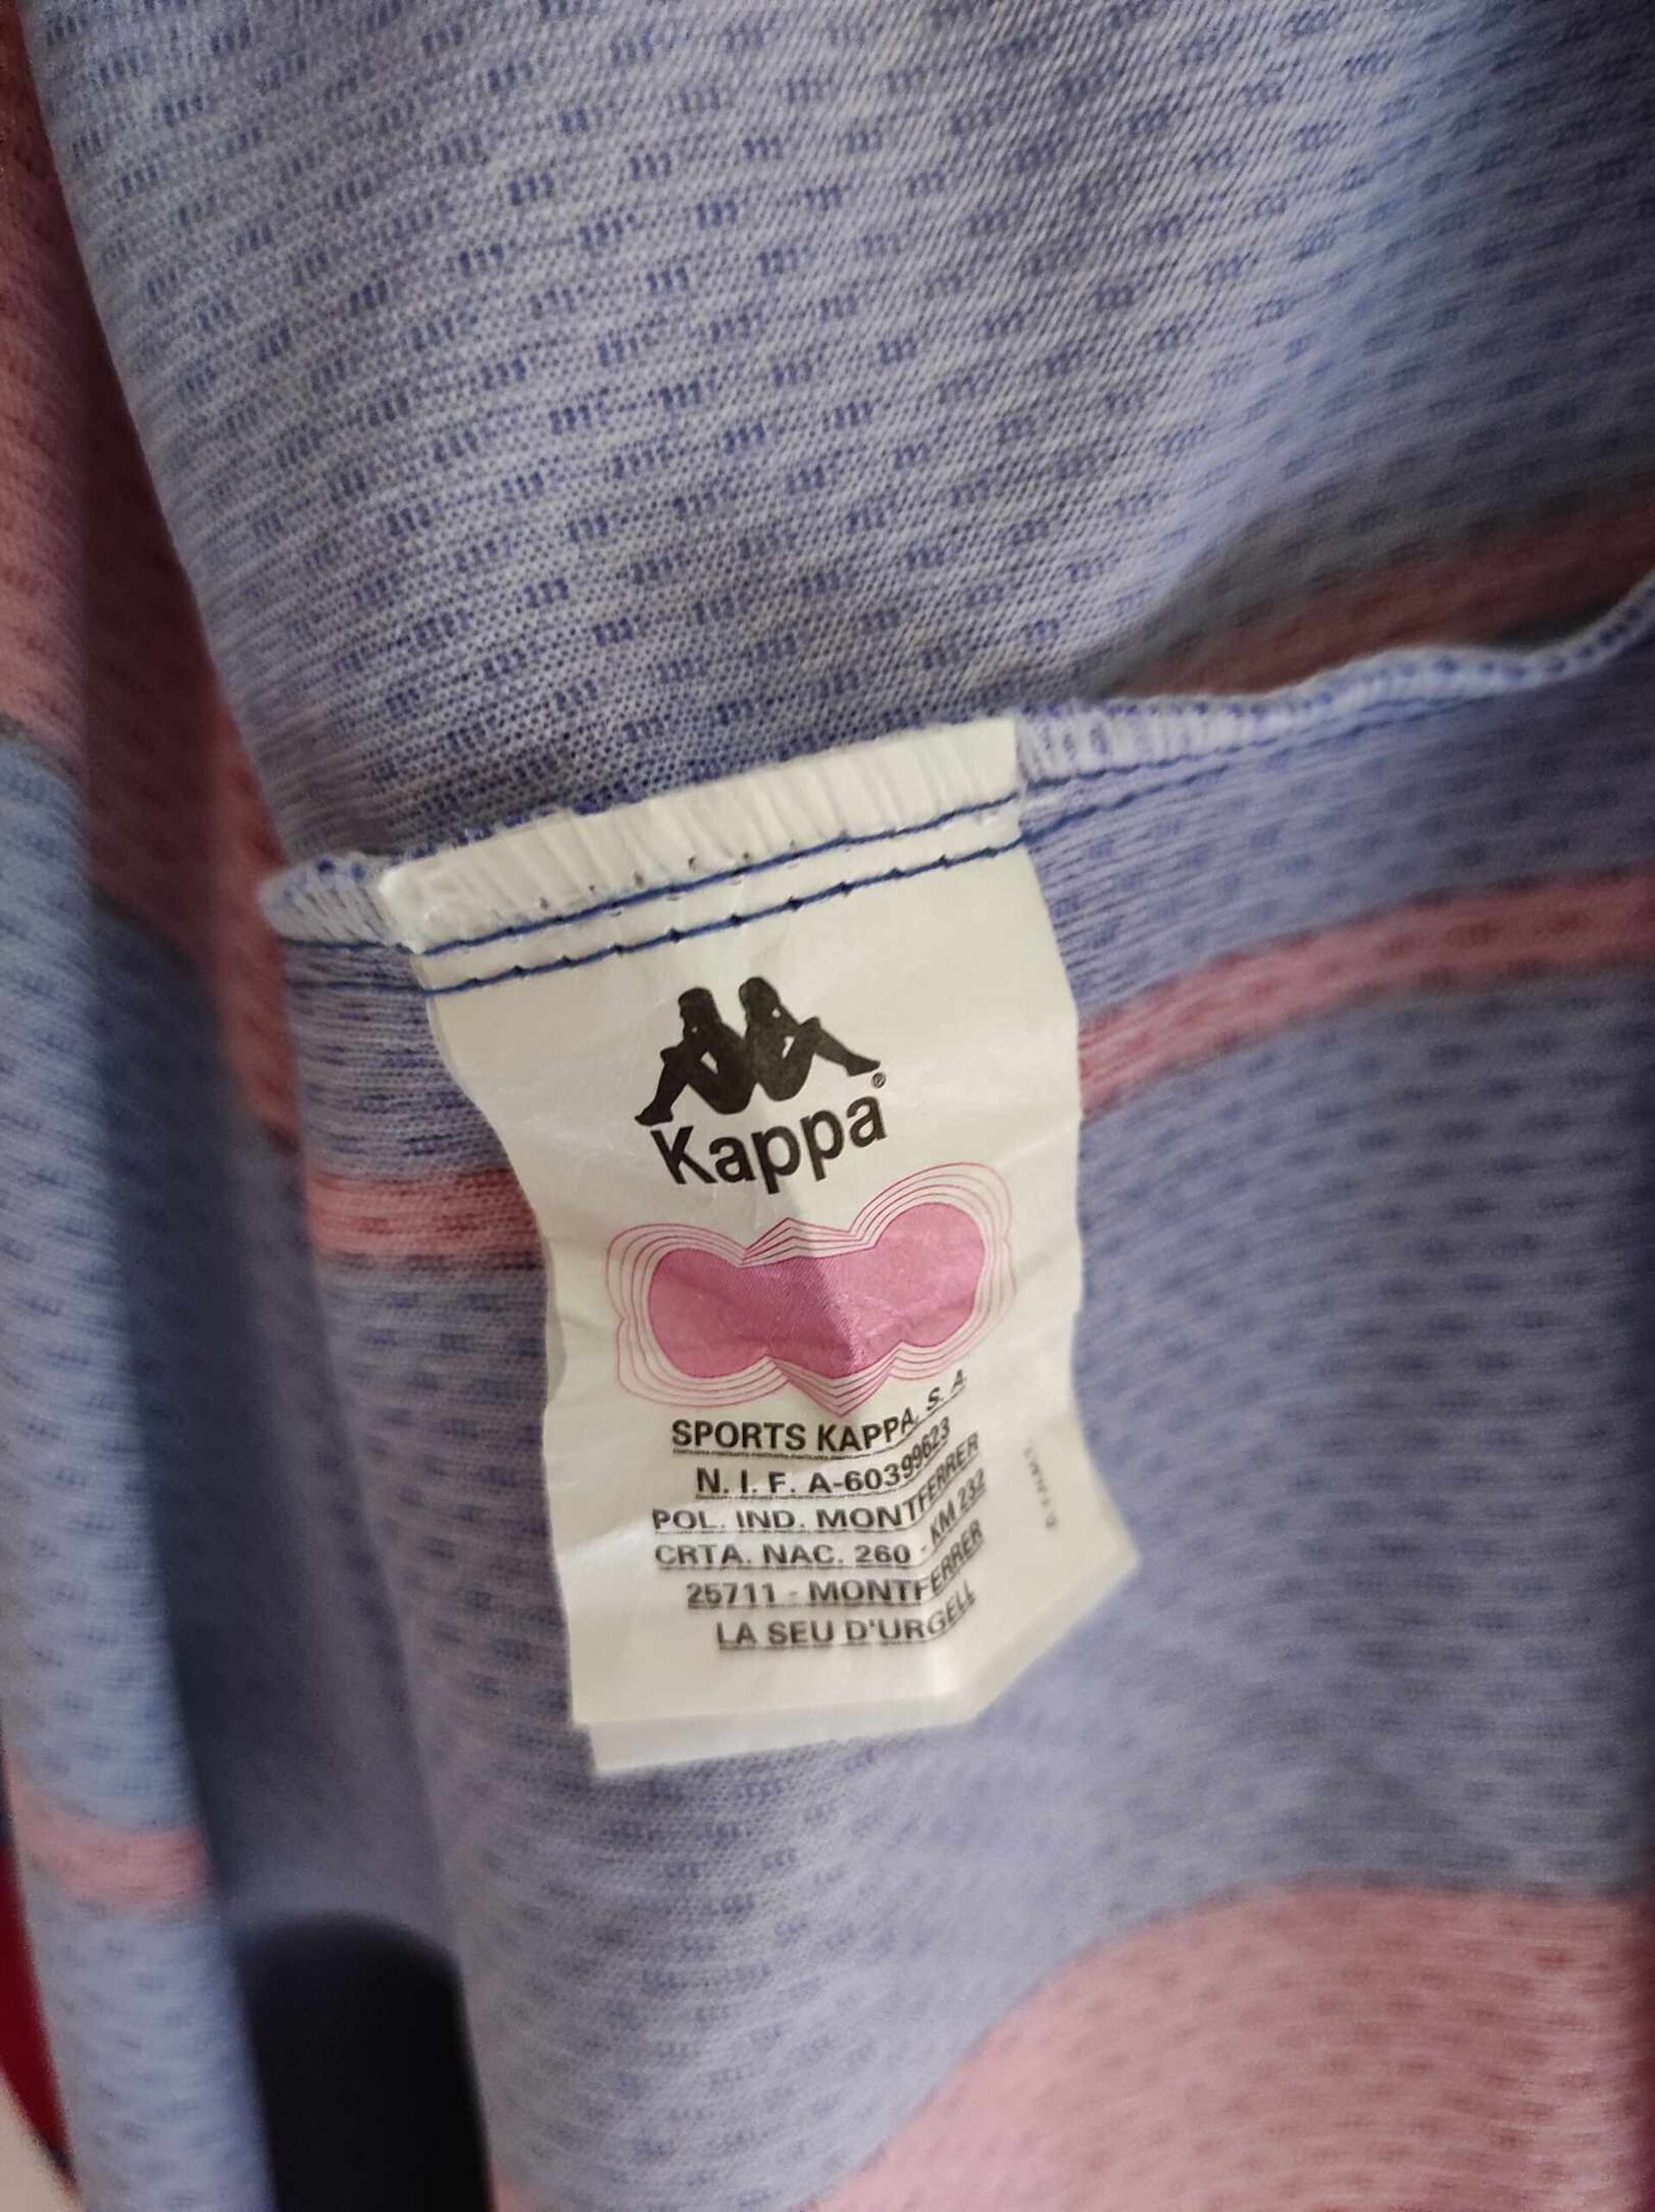 Kappa®
SPORTS KAPPA, S. A.
N. I. F. A-60399623
POL. IND. MONTFERRER
CRTA. NAC. 260 - KM 232
25711 - MONTFERRER
LA SEU D'URGELL